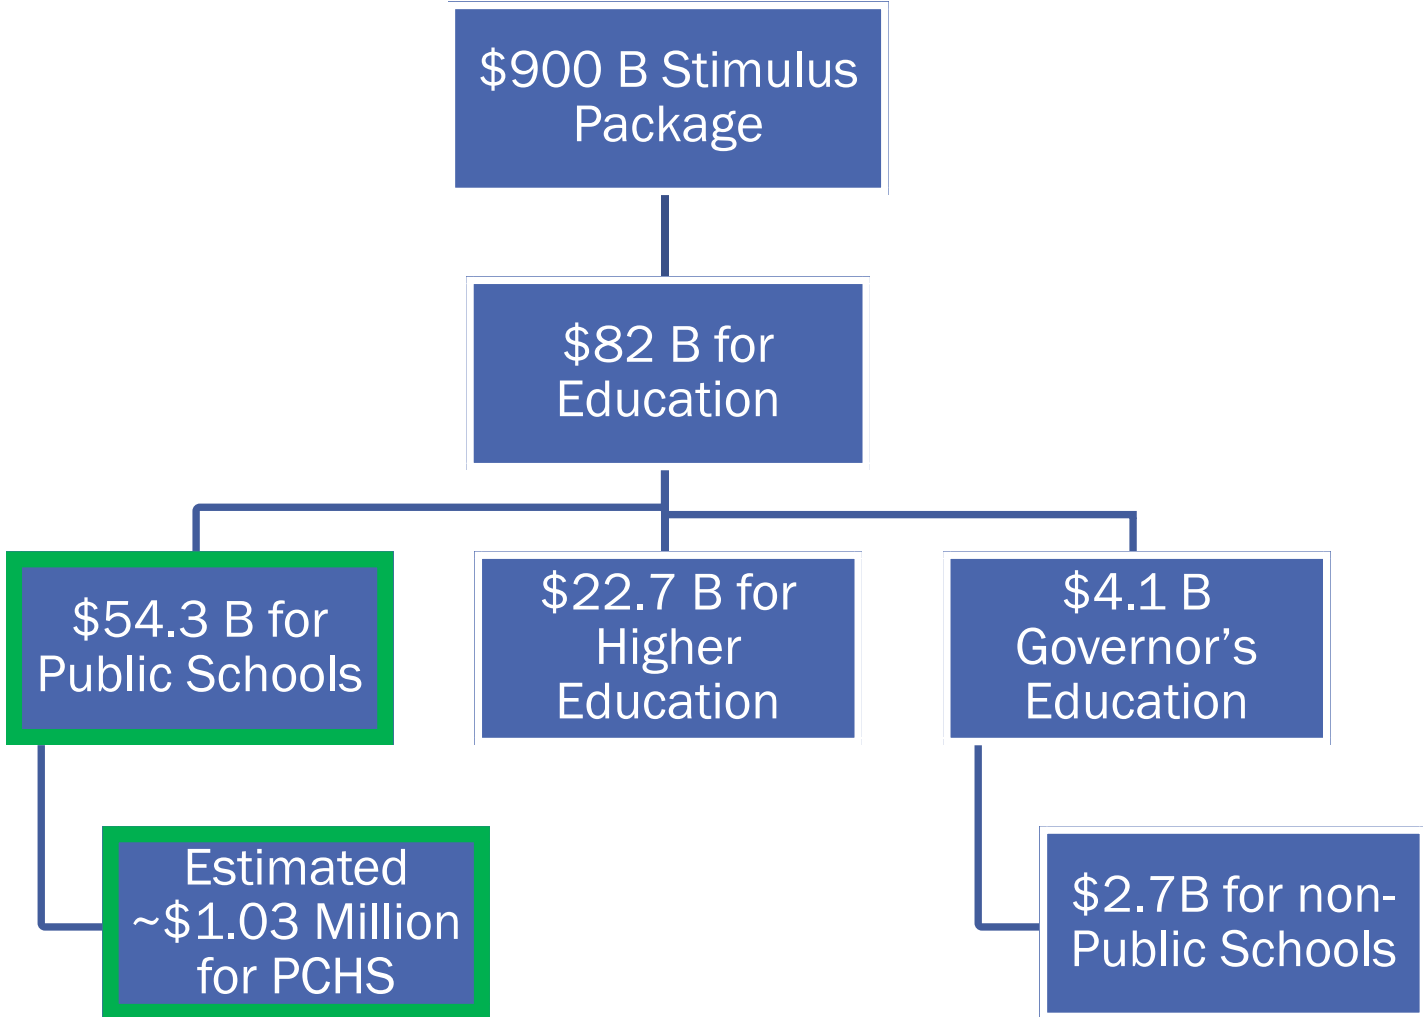 $900 B Stimulus
Package
$82 B for
Education
$54.3 B for
Public Schools
$22.7 B for
Higher
Education
$4.1 B
Governor’s
Education
Estimated
~$1.03 Million
for PCHS
$2.7B for non-
Public Schools